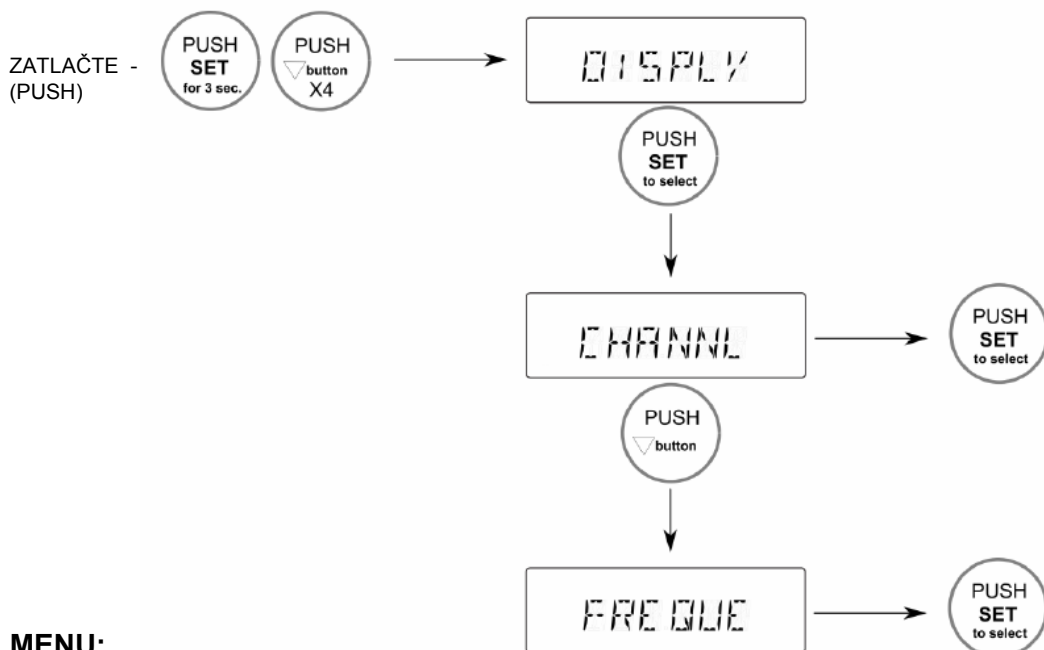 ZATLAČTE -
(PUSH)
PUSH
SET
for 3 sec.
PUSH
▽button
X4
DISPLY
PUSH
SET
to select
CHANNL
PUSH
SET
to select
PUSH
▽button
FREQUE
PUSH
SET
to select
MENU: